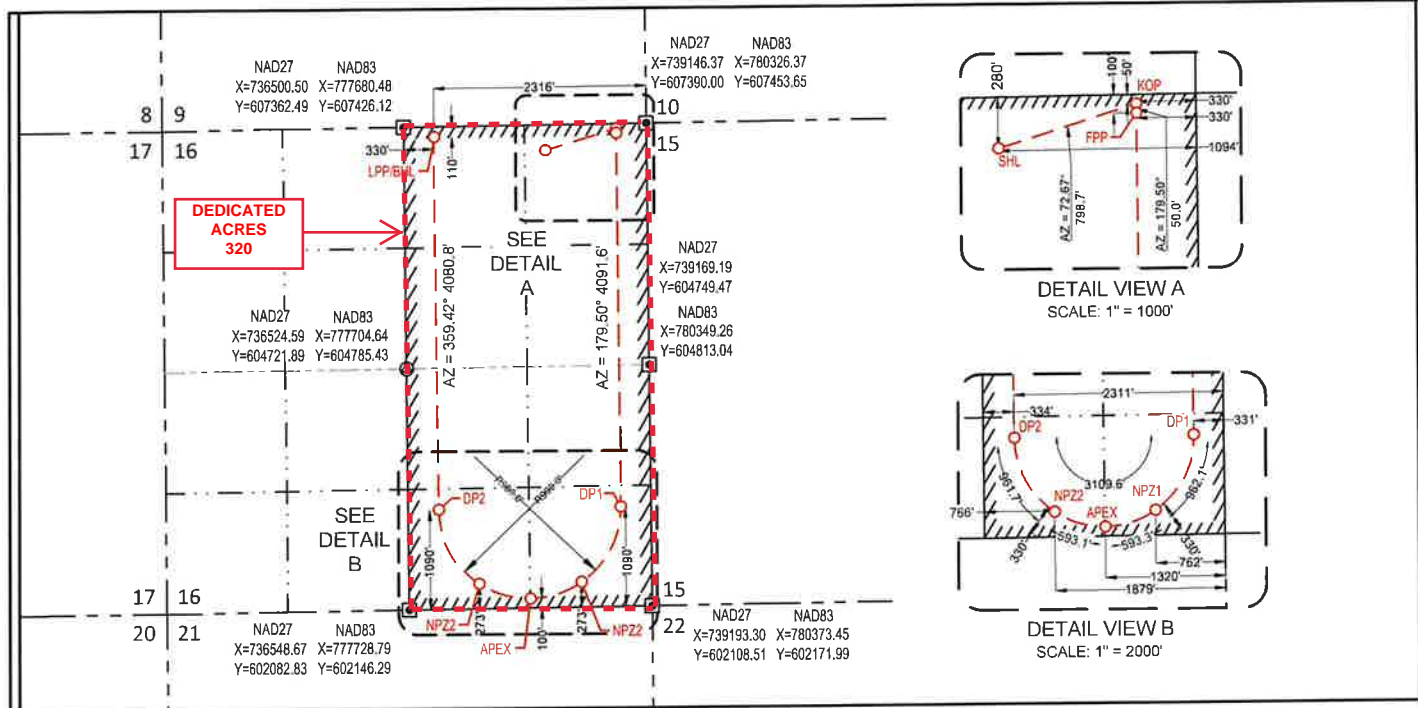 NAD27 NAD83
X=736500.50 X=777680.48
Y=607362.49 Y=607426.12
NAD27 NAD83
X=739146.37 X=780326.37
Y=607390.00 Y=607453.65
2316'
8 9
17 16
10
15
330'
LPP/BHL
110'
DEDICATED
ACRES
320
SEE
DETAIL
A
AZ = 359.42° 4080.8'
AZ = 179.50° 4091.6'
NAD27
X=739169.19
Y=604749.47
NAD83
X=780349.26
Y=604813.04
NAD27 NAD83
X=736524.59 X=777704.64
Y=604721.89 Y=604785.43
DP2
DP1
SEE
DETAIL
B
1090'
1090'
NPZ2
273'
APEX
100'
273'
NPZ2
17 16
20 21
15
22
NAD27 NAD83
X=736548.67 X=777728.79
Y=602082.83 Y=602146.29
NAD27 NAD83
X=739193.30 X=780373.45
Y=602108.51 Y=602171.99
280'
100'
50'
KOP
330'
330'
FPP
1094'
SHL
AZ = 72.67°
798.7'
AZ = 179.50°
50.0'
DETAIL VIEW A
SCALE: 1" = 1000'
2311'
334'
331'
DP2
DP1
961.7'
3109.6'
962.1'
766'
NPZ2
APEX
NPZ1
330'
593.1'
593.3'
330'
762'
1320'
1879'
DETAIL VIEW B
SCALE: 1" = 2000'